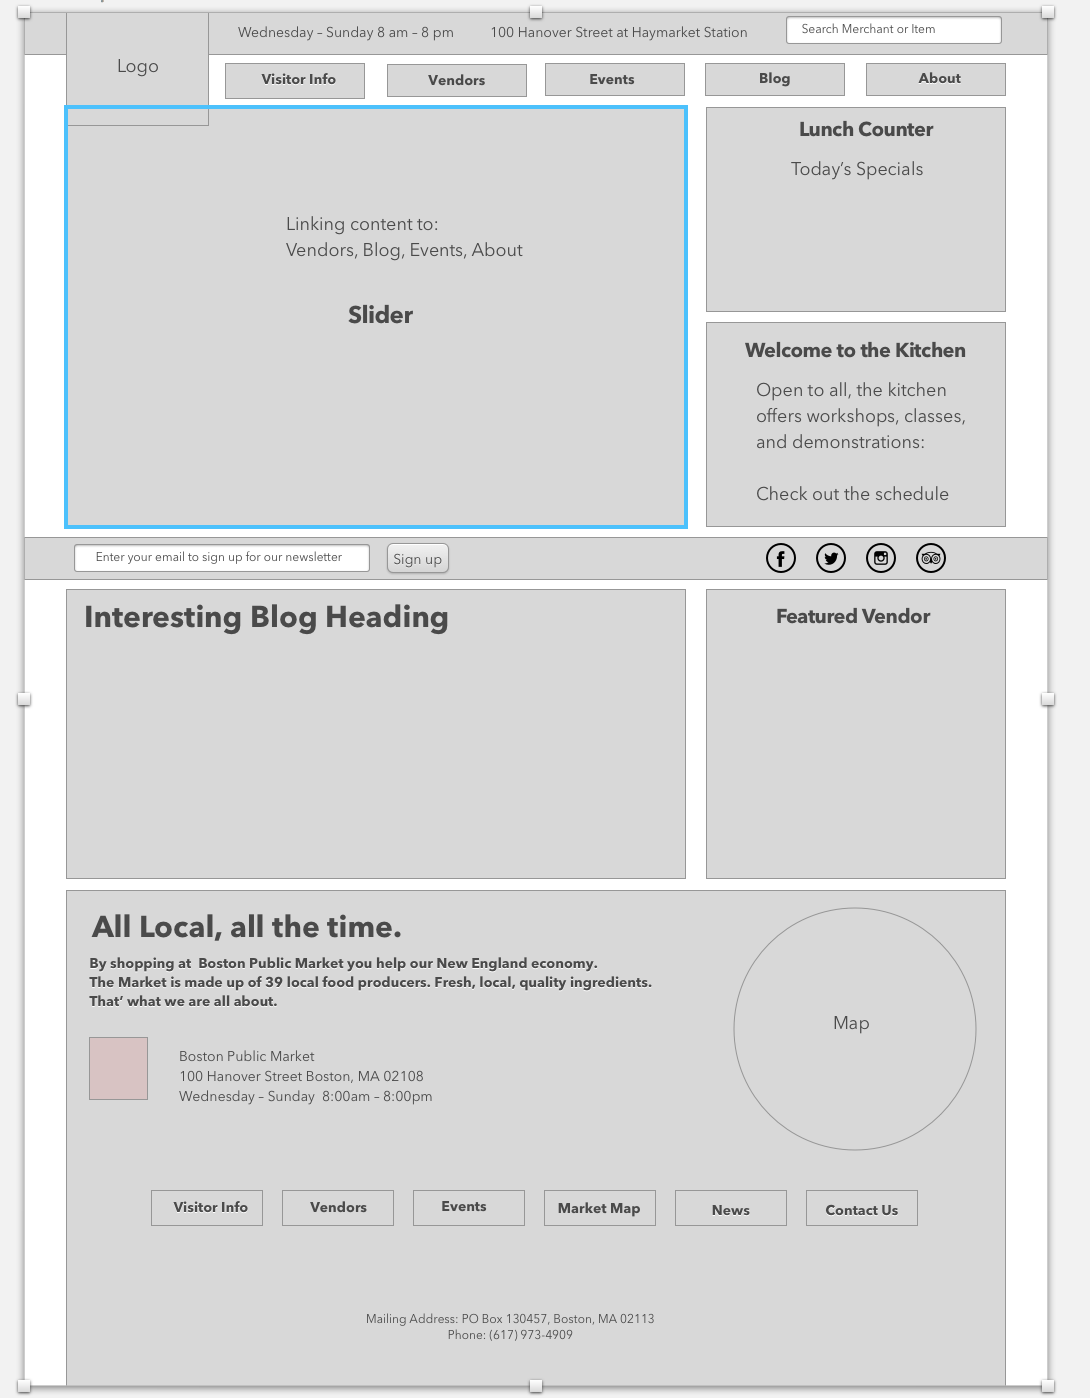 Wednesday – Sunday 8 am – 8 pm
100 Hanover Street at Haymarket Station
Search Merchant or Item
Logo
Visitor Info
Vendors
Events
Blog
About
Linking content to:
Vendors, Blog, Events, About
Slider
Lunch Counter
Today’s Specials
Welcome to the Kitchen
Open to all, the kitchen
offers workshops, classes,
and demonstrations:
Check out the schedule
Enter your email to sign up for our newsletter
Sign up
Interesting Blog Heading
Featured Vendor
All Local, all the time.
By shopping at  Boston Public Market you help our New England economy.
The Market is made up of 39 local food producers. Fresh, local, quality ingredients.
That’ what we are all about.
Map
Boston Public Market
100 Hanover Street Boston, MA 02108
Wednesday – Sunday  8:00am – 8:00pm
Visitor Info
Vendors
Events
Market Map
News
Contact Us
Mailing Address: PO Box 130457, Boston, MA 02113
Phone: (617) 973-4909